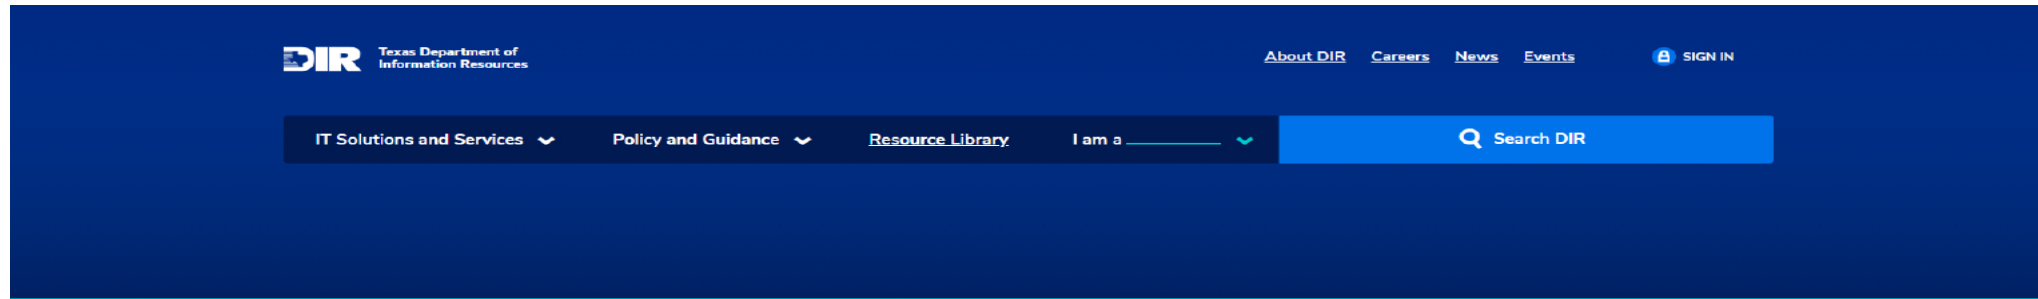 DIR Texas Department of
Information Resources
About DIR Careers News Events SIGN IN
IT Solutions and Services Policy and Guidance Resource Library I am a __________ Search DIR